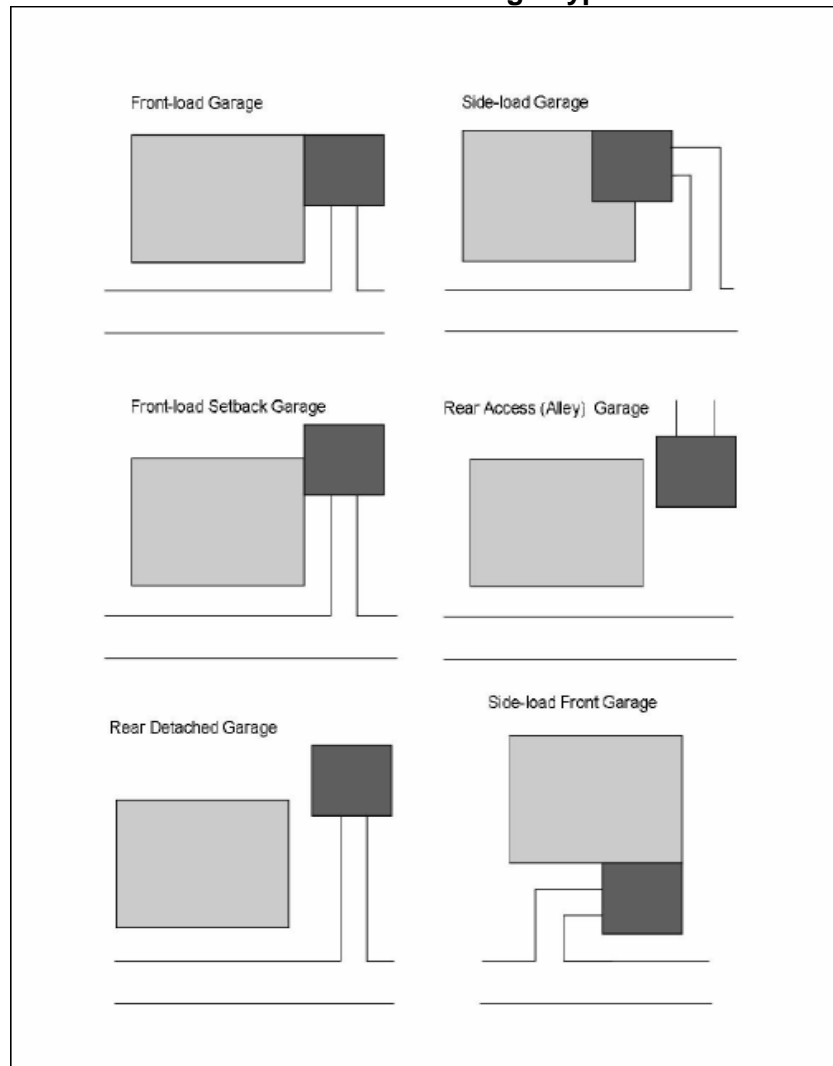 Front-load Garage
Side-load Garage
Front-load Setback Garage
Rear Access (Alley) Garage
Side-load Front Garage
Rear Detached Garage